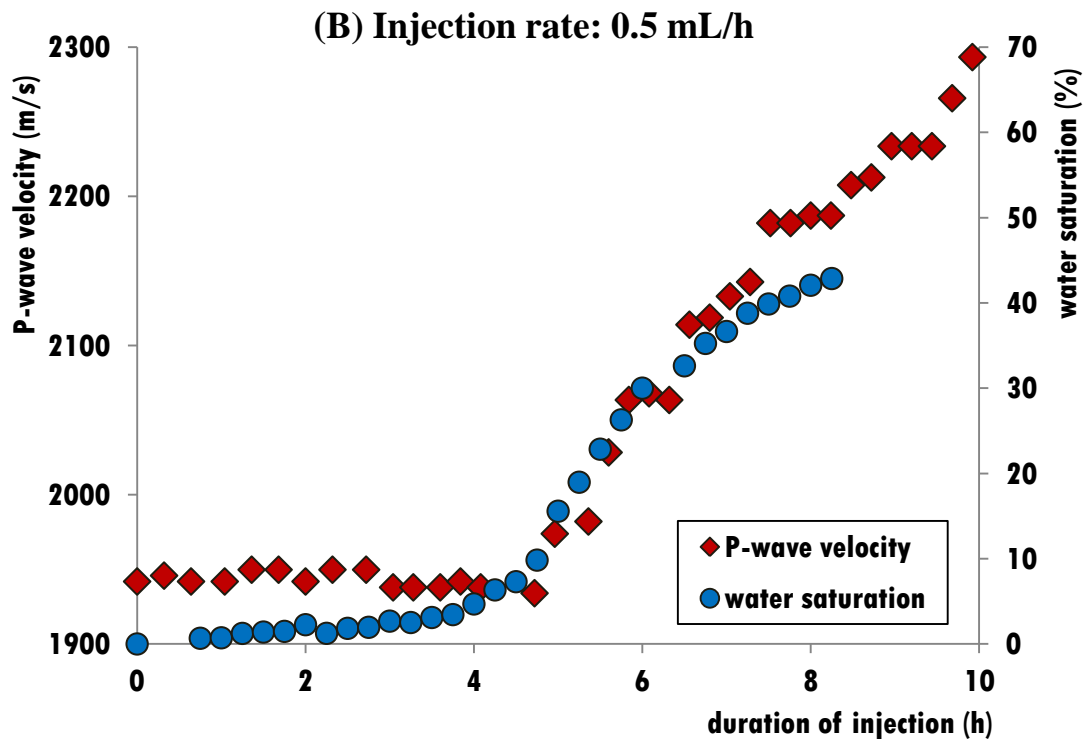 (B) Injection rate: 0.5 mL/h
P-wave velocity (m/s)
2300
2200
2100
2000
1900
water saturation (%)
70
60
50
40
30
20
10
0
P-wave velocity
water saturation
0 2 4 6 8 10
duration of injection (h)